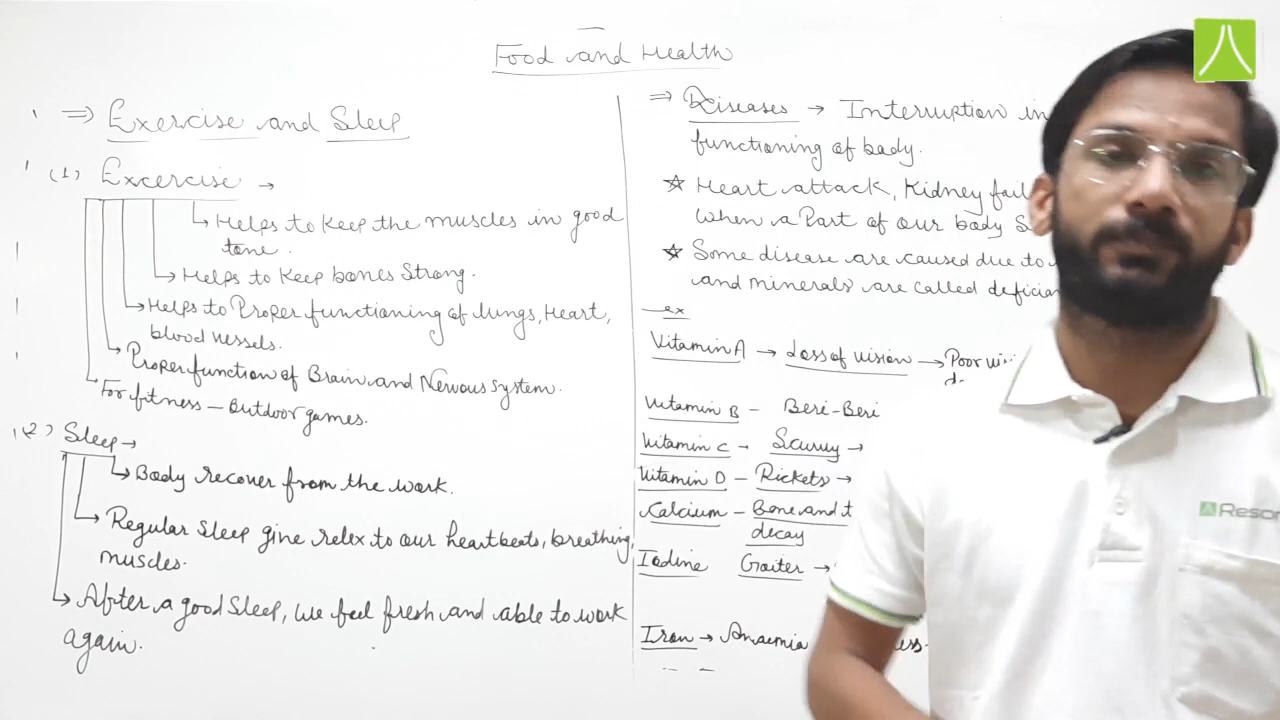 Food and Health
⇒ Exercise and Sleep
(1) Excercise →
Helps to Keep the muscles in good
tone.
Helps to Keep bones Strong.
Helps to Proper functioning of lungs, Heart,
blood vessels.
Proper function of Brain and Nervous System.
For fitness – Outdoor games.
(2) Sleep →
Body recover from the work.
Regular Sleep give relex to our heartbeats, breathing,
muscles.
After a good Sleep, we feel fresh and able to work
again.
⇒ Diseases → Interruption in
functioning of body.
☆ Heart attack, Kidney fail
When a Part of our body S
☆ Some disease are caused due to
and minerals are called defician
ex
Vitamin A → Loss of vision → Poor vi
Vitamin B – Beri-Beri
Vitamin C – Scurvy →
Vitamin D – Rickets →
Calcium – Bone and t
decay
Iodine Goiter →
Iron → Anaemia ess-
Reson